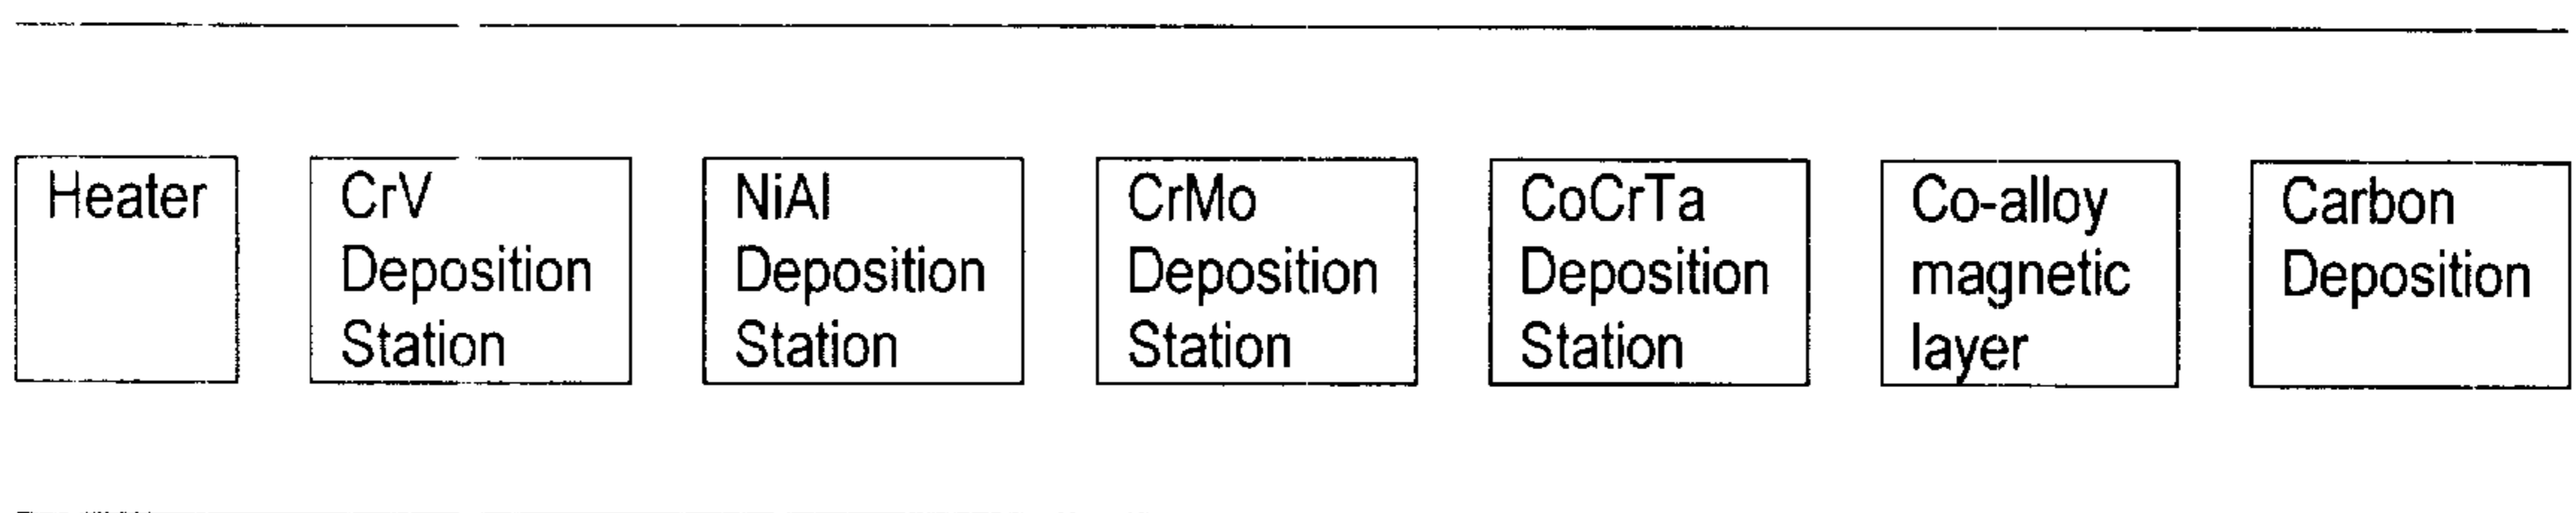 Heater
CrV
Deposition
Station
NiAl
Deposition
Station
CrMo
Deposition
Station
CoCrTa
Deposition
Station
Co-alloy
magnetic
layer
Carbon
Deposition